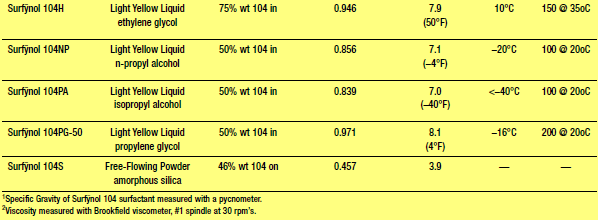 Surfynol 104H Light Yellow Liquid 75% wt 104 in 0.946 7.9 10°C 150 @ 35oC
ethylene glycol (50°F)
Surfÿnol 104NP Light Yellow Liquid 50% wt 104 in 0.856 7.1 –20°C 100 @ 20oC
n-propyl alcohol (–4°F)
Surfÿnol 104PA Light Yellow Liquid 50% wt 104 in 0.839 7.0 <–40°C 100 @ 20oC
isopropyl alcohol (–40°F)
Surfÿnol 104PG-50 Light Yellow Liquid 50% wt 104 in 0.971 8.1 –16°C 200 @ 20oC
propylene glycol (4°F)
Surfÿnol 104S Free-Flowing Powder 46% wt 104 on 0.457 3.9 — —
amorphous silica
¹Specific Gravity of Surfÿnol 104 surfactant measured with a pycnometer.
²Viscosity measured with Brookfield viscometer, #1 spindle at 30 rpm's.